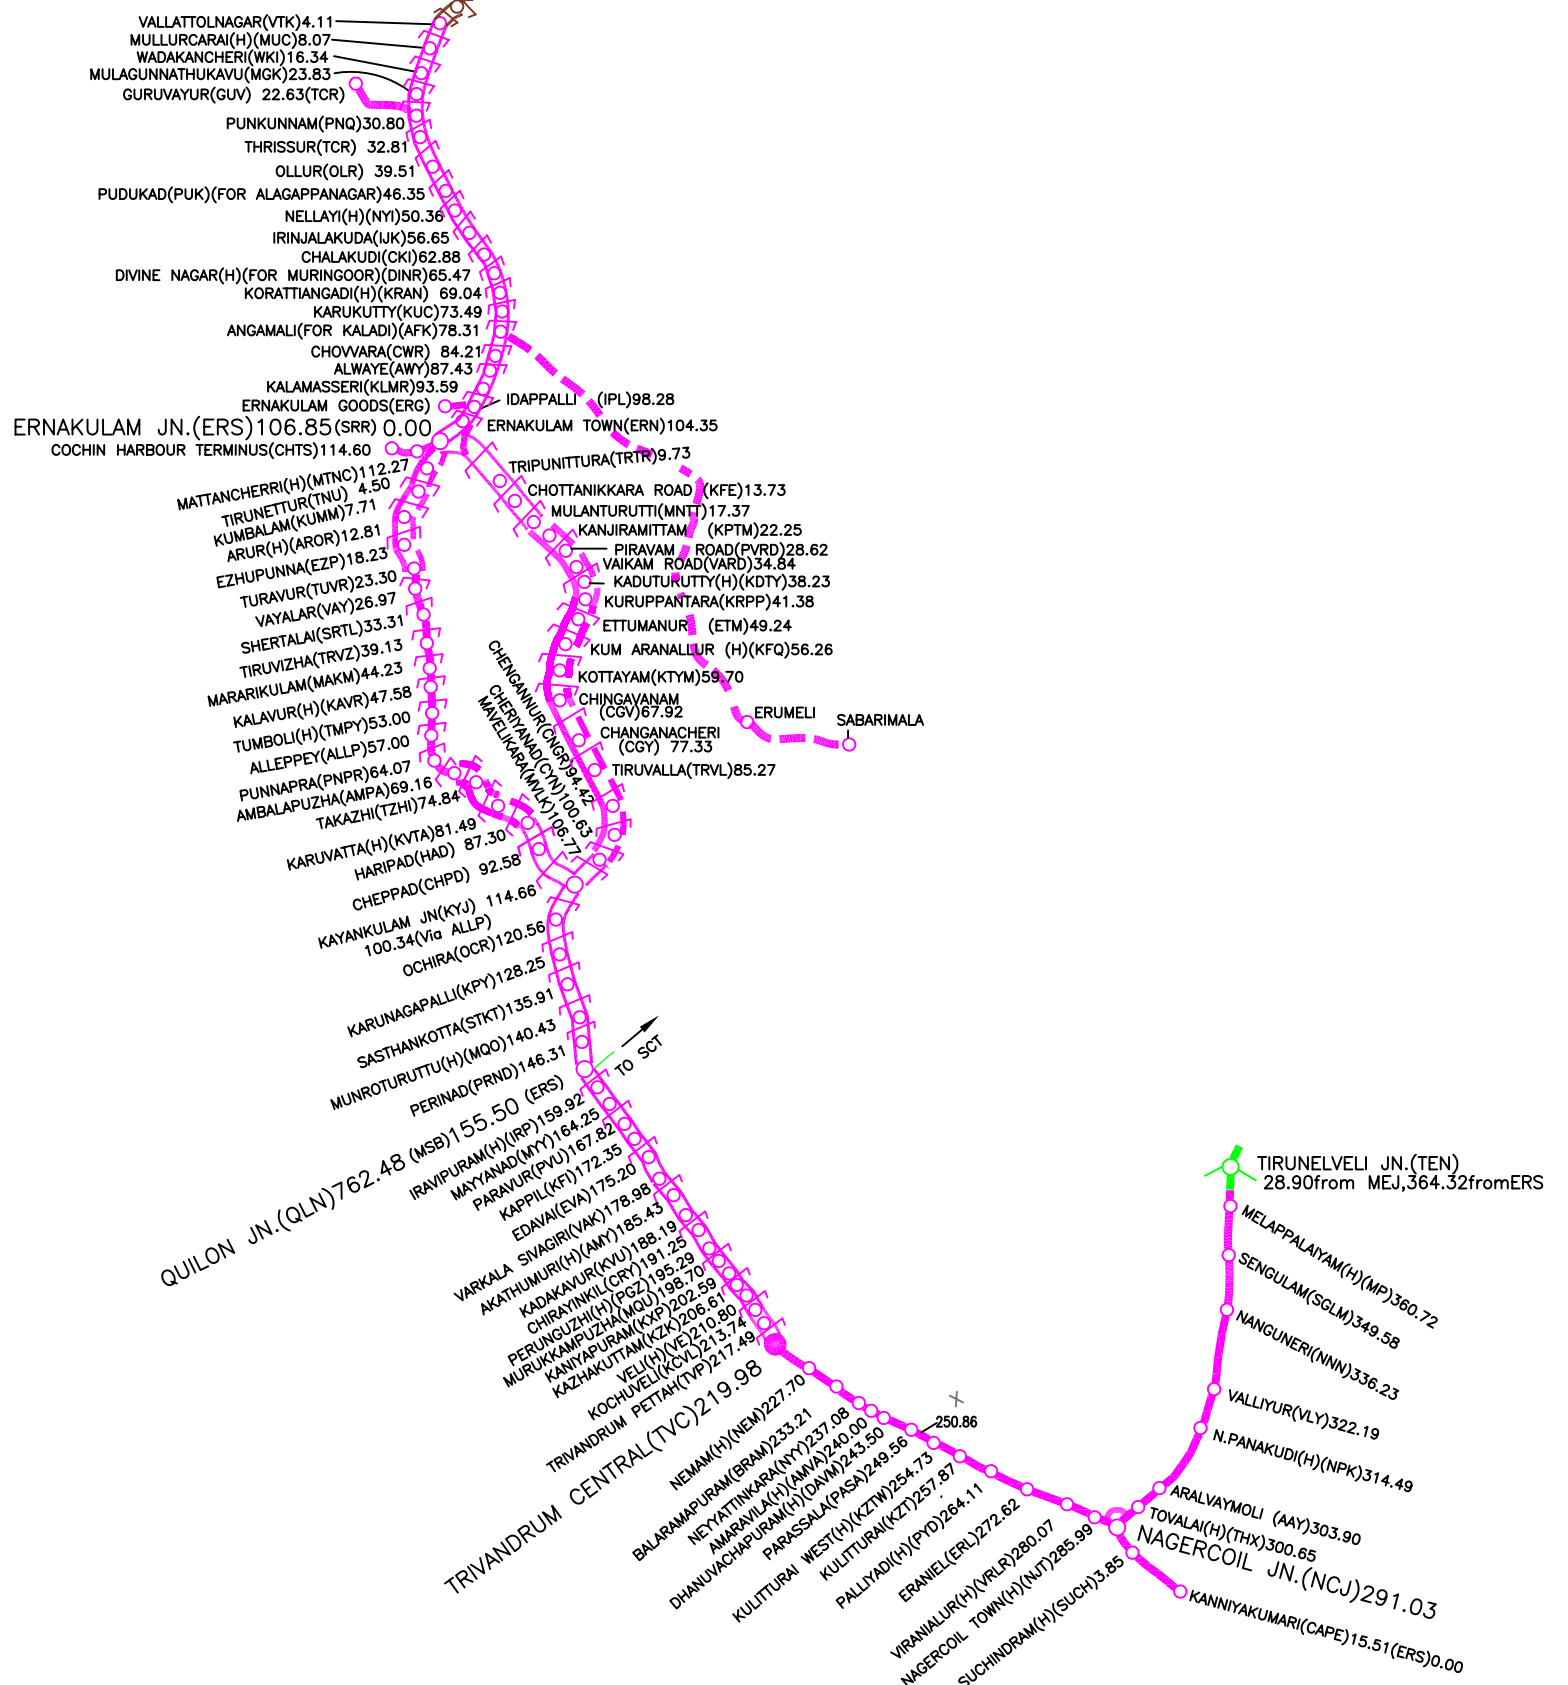 VALLATTOLNAGAR(VTK)4.11
MULLURCARAI(H)(MUC)8.07
WADAKANCHERI(WKI)16.34
MULAGUNNATHUKAVU(MGK)23.83
GURUVAYUR(GUV) 22.63(TCR)
PUNKUNNAM(PNQ)30.80
THRISSUR(TCR) 32.81
OLLUR(OLR) 39.51
PUDUKAD(PUK)(FOR ALAGAPPANAGAR)46.35
NELLAYI(H)(NYI)50.36
IRINJALAKUDA(IJK)56.65
CHALAKUDI(CKI)62.88
DIVINE NAGAR(H)(FOR MURINGOOR)(DINR)65.47
KORATTIANGADI(H)(KRAN) 69.04
KARUKUTTY(KUC)73.49
ANGAMALI(FOR KALADI)(AFK)78.31
CHOVVARA(CWR) 84.21
ALWAYE(AWY)87.43
KALAMASSERI(KLMR)93.59
ERNAKULAM GOODS(ERG)
IDAPPALLI (IPL)98.28
ERNAKULAM JN.(ERS)106.85(SRR) 0.00
ERNAKULAM TOWN(ERN)104.35
COCHIN HARBOUR TERMINUS(CHTS)114.60
MATTANCHERRI(H)(MTNC)112.27
TIRUNETTUR(TNU) 4.50
KUMBALAM(KUMM)7.71
ARUR(H)(AROR)12.81
EZHUPUNNA(EZP)18.23
TURAVUR(TUVR)23.30
VAYALAR(VAY)26.97
SHERTALAI(SRTL)33.31
TIRUVIZHA(TRVZ)39.13
MARARIKULAM(MAKM)44.23
KALAVUR(H)(KAVR)47.58
TUMBOLI(H)(TMPY)53.00
ALLEPPEY(ALLP)57.00
PUNNAPRA(PNPR)64.07
AMBALAPUZHA(AMPA)69.16
TAKAZHI(TZHI)74.84
KARUVATTA(H)(KVTA)81.49
HARIPAD(HAD) 87.30
CHEPPAD(CHPD) 92.58
KAYANKULAM JN(KYJ) 114.66
100.34(Via ALLP)
TRIPUNITTURA(TRTR)9.73
CHOTTANIKKARA ROAD (KFE)13.73
MULANTURUTTI(MNTT)17.37
KANJIRAMITTAM (KPTM)22.25
PIRAVAM ROAD(PVRD)28.62
VAIKAM ROAD(VARD)34.84
KADUTURUTTY(H)(KDTY)38.23
KURUPPANTARA(KRPP)41.38
ETTUMANUR (ETM)49.24
KUM ARANALLUR (H)(KFQ)56.26
KOTTAYAM(KTYM)59.70
CHINGAVANAM
(CGV)67.92
CHANGANACHERI
(CGY) 77.33
TIRUVALLA(TRVL)85.27
CHENGANNUR(CNGR)94.42
CHERIYANAD(CYN)100.63
MAVELIKARA(MVLK)106.77
ERUMELI
SABARIMALA
OCHIRA(OCR)120.56
KARUNAGAPALLI(KPY)128.25
SASTHANKOTTA(STKT)135.91
MUNROTURUTTU(H)(MQO)140.43
PERINAD(PRND)146.31
TO SCT
QUILON JN.(QLN)762.48 (MSB)155.50 (ERS)
IRAVIPURAM(H)(IRP)159.92
MAYYANAD(MYY)164.25
PARAVUR(PVU)167.82
KAPPIL(KFI)172.35
EDAVAI(EVA)175.20
VARKALA SIVAGIRI(VAK)178.98
AKATHUMURI(H)(AMY)185.43
KADAKAVUR(KVU)188.19
CHIRAYINKIL(CRY)191.25
PERUNGUZHI(H)(PGZ)195.29
MURUKKAMPUZHA(MQU)198.70
KANIYAPURAM(KXP)202.59
KAZHAKUTTAM(KZK)206.61
VELI(H)(VE)210.80
KOCHUVELI(KCVL)213.74
TRIVANDRUM PETTAH(TVP)217.49
TRIVANDRUM CENTRAL(TVC)219.98
NEMAM(H)(NEM)227.70
BALARAMAPURAM(BRAM)233.21
NEYYATTINKARA(NYY)237.08
AMARAVILA(H)(AMVA)240.00
DHANUVACHAPURAM(H)(DAVM)243.50
PARASSALA(PASA)249.56
X
250.86
KULITTURAI WEST(H)(KZTW)254.73
KULITTURAI(KZT)257.87
PALLIYADI(H)(PYD)264.11
ERANIEL(ERL)272.62
VIRANIALUR(H)(VRLR)280.07
NAGERCOIL TOWN(H)(NJT)285.99
SUCHINDRAM(H)(SUCH)3.85
KANNIYAKUMARI(CAPE)15.51(ERS)0.00
NAGERCOIL JN.(NCJ)291.03
TOVALAI(H)(THX)300.65
ARALVAYMOLI (AAY)303.90
N.PANAKUDI(H)(NPK)314.49
VALLIYUR(VLY)322.19
NANGUNERI(NNN)336.23
SENGULAM(SGLM)349.58
MELAPPALAIYAM(H)(MP)360.72
TIRUNELVELI JN.(TEN)
28.90from MEJ,364.32fromERS